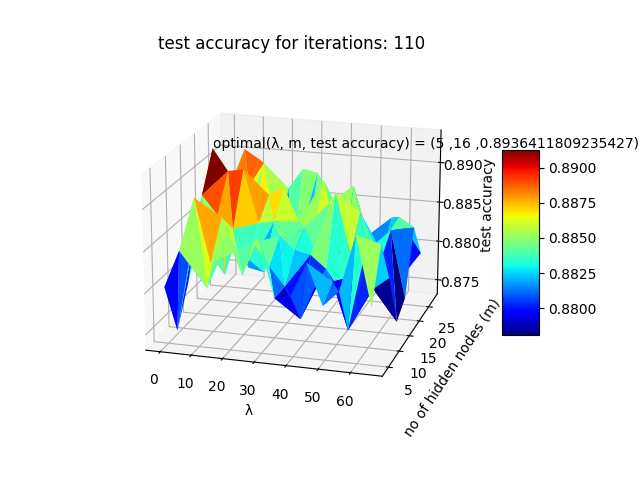 test accuracy for iterations: 110
optimal(λ, m, test accuracy) = (5 ,16 ,0.8936411809235427)
0.890
0.885
0.880
0.875
test accuracy
0.8900
0.8875
0.8850
0.8825
0.8800
25
20
15
10
5
no of hidden nodes (m)
0 10 20 30 40 50 60
λ